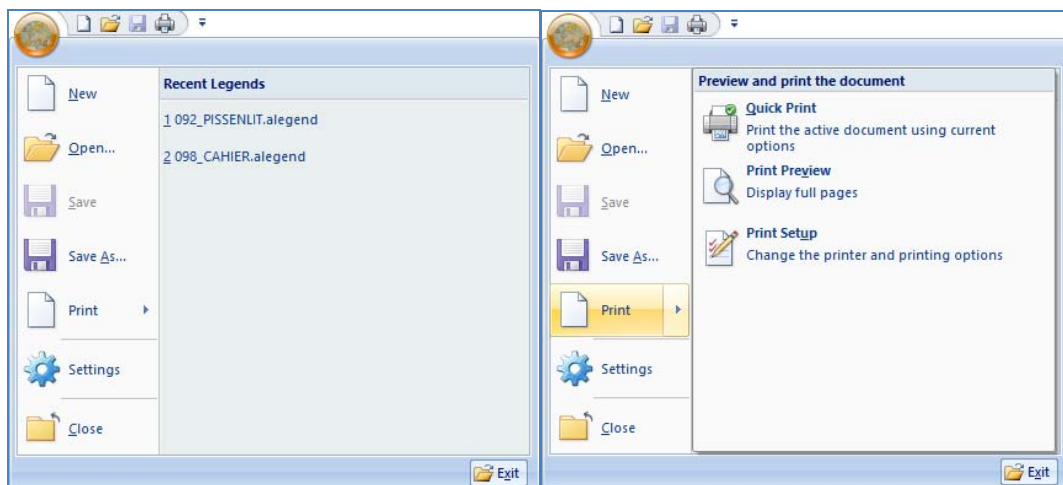 New
Open...
Save
Save As...
Print
Settings
Close
Recent Legends
1 092_PISSENLIT.alegend
2 098_CAHIER.alegend
Exit
New
Open...
Save
Save As...
Print
Settings
Close
Preview and print the document
Quick Print
Print the active document using current
options
Print Preview
Display full pages
Print Setup
Change the printer and printing options
Exit